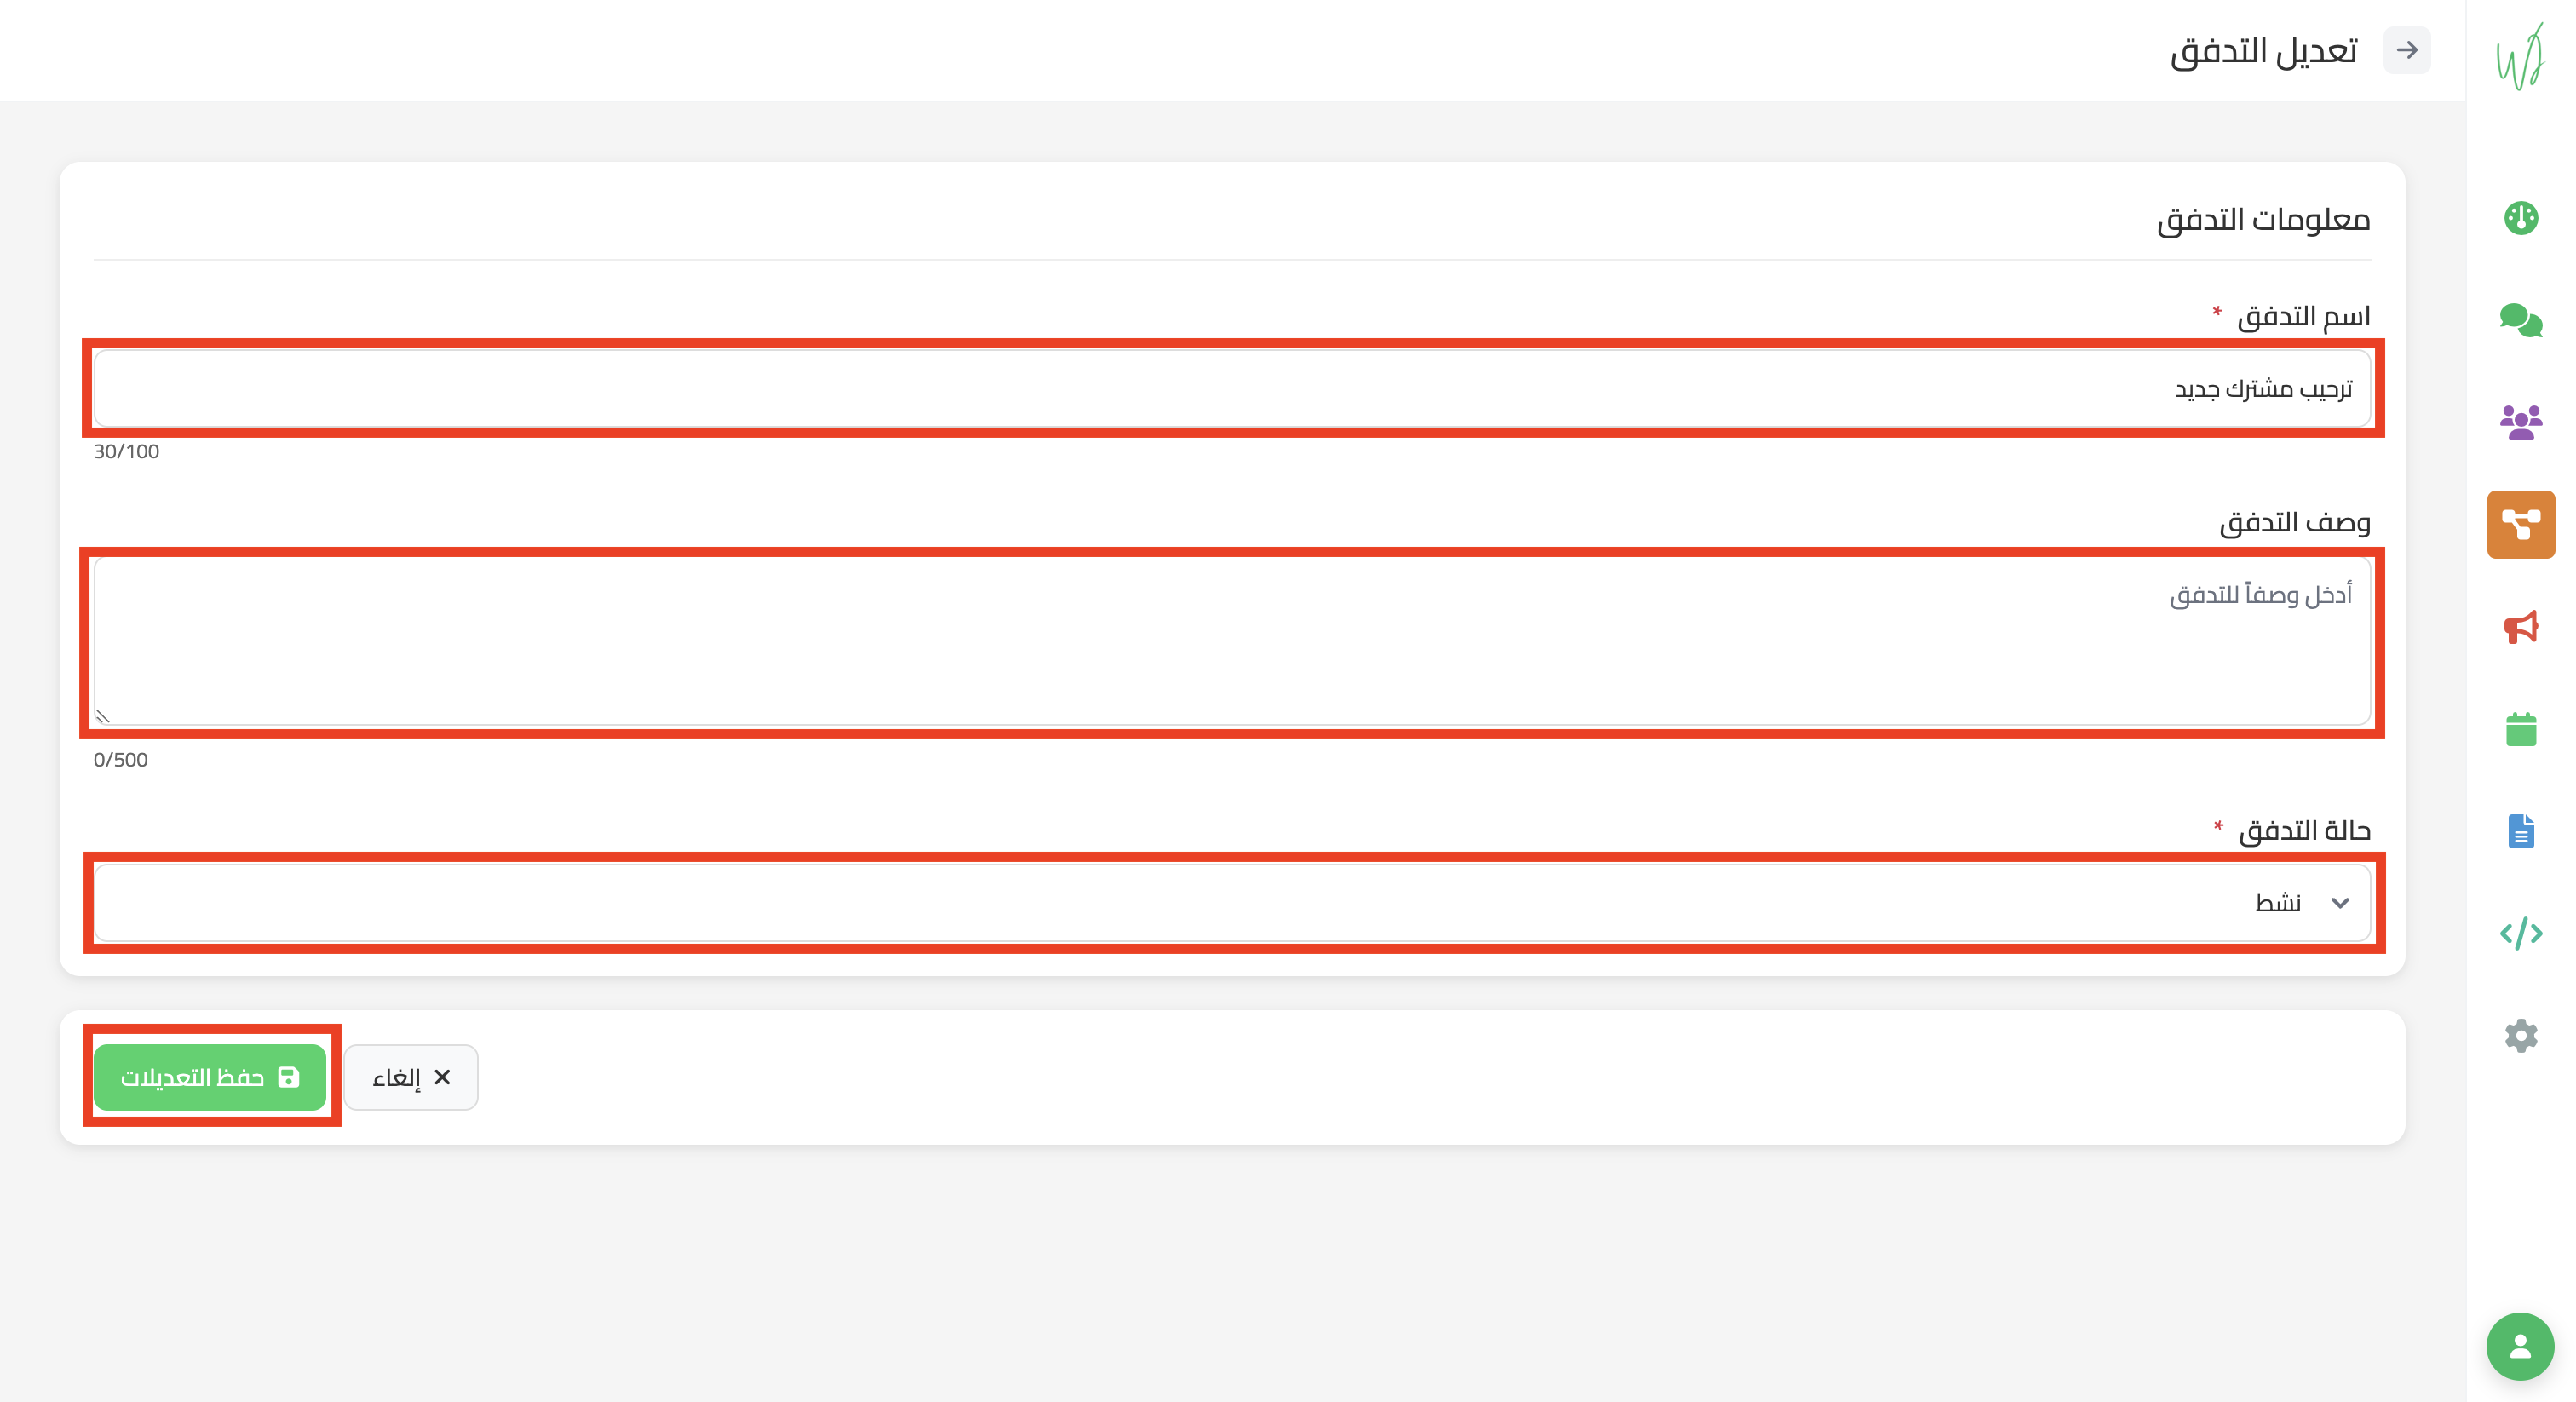 تعديل التدفق
معلومات التدفق
اسم التدفق *
ترحيب مشترك جديد
30/100
وصف التدفق
أدخل وصفاً للتدفق
0/500
حالة التدفق *
نشط
إلغاء
حفظ التعديلات